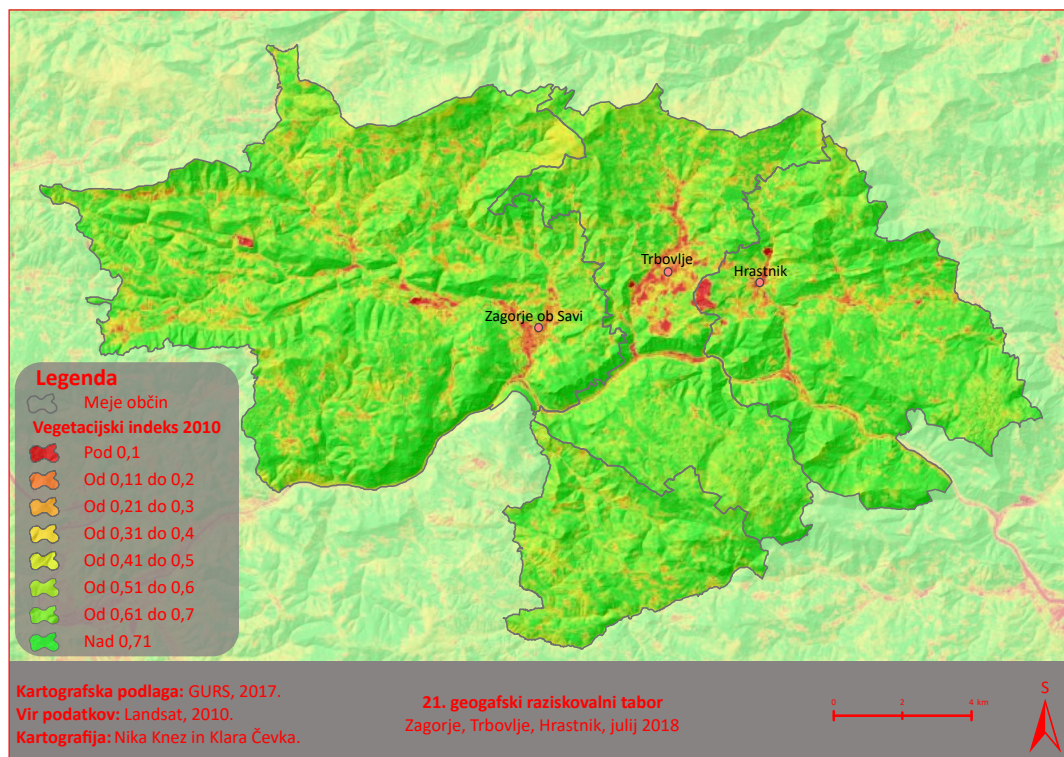 Trbovlje
Hrastnik
Zagorje ob Savi
Legenda
Meje občin
Vegetacijski indeks 2010
Pod 0,1
Od 0,11 do 0,2
Od 0,21 do 0,3
Od 0,31 do 0,4
Od 0,41 do 0,5
Od 0,51 do 0,6
Od 0,61 do 0,7
Nad 0,71
Kartografska podlaga: GURS, 2017.
Vir podatkov: Landsat, 2010.
Kartografija: Nika Knez in Klara Čevka.
21. geogafski raziskovalni tabor
Zagorje, Trbovlje, Hrastnik, julij 2018
0 2 4 km
S